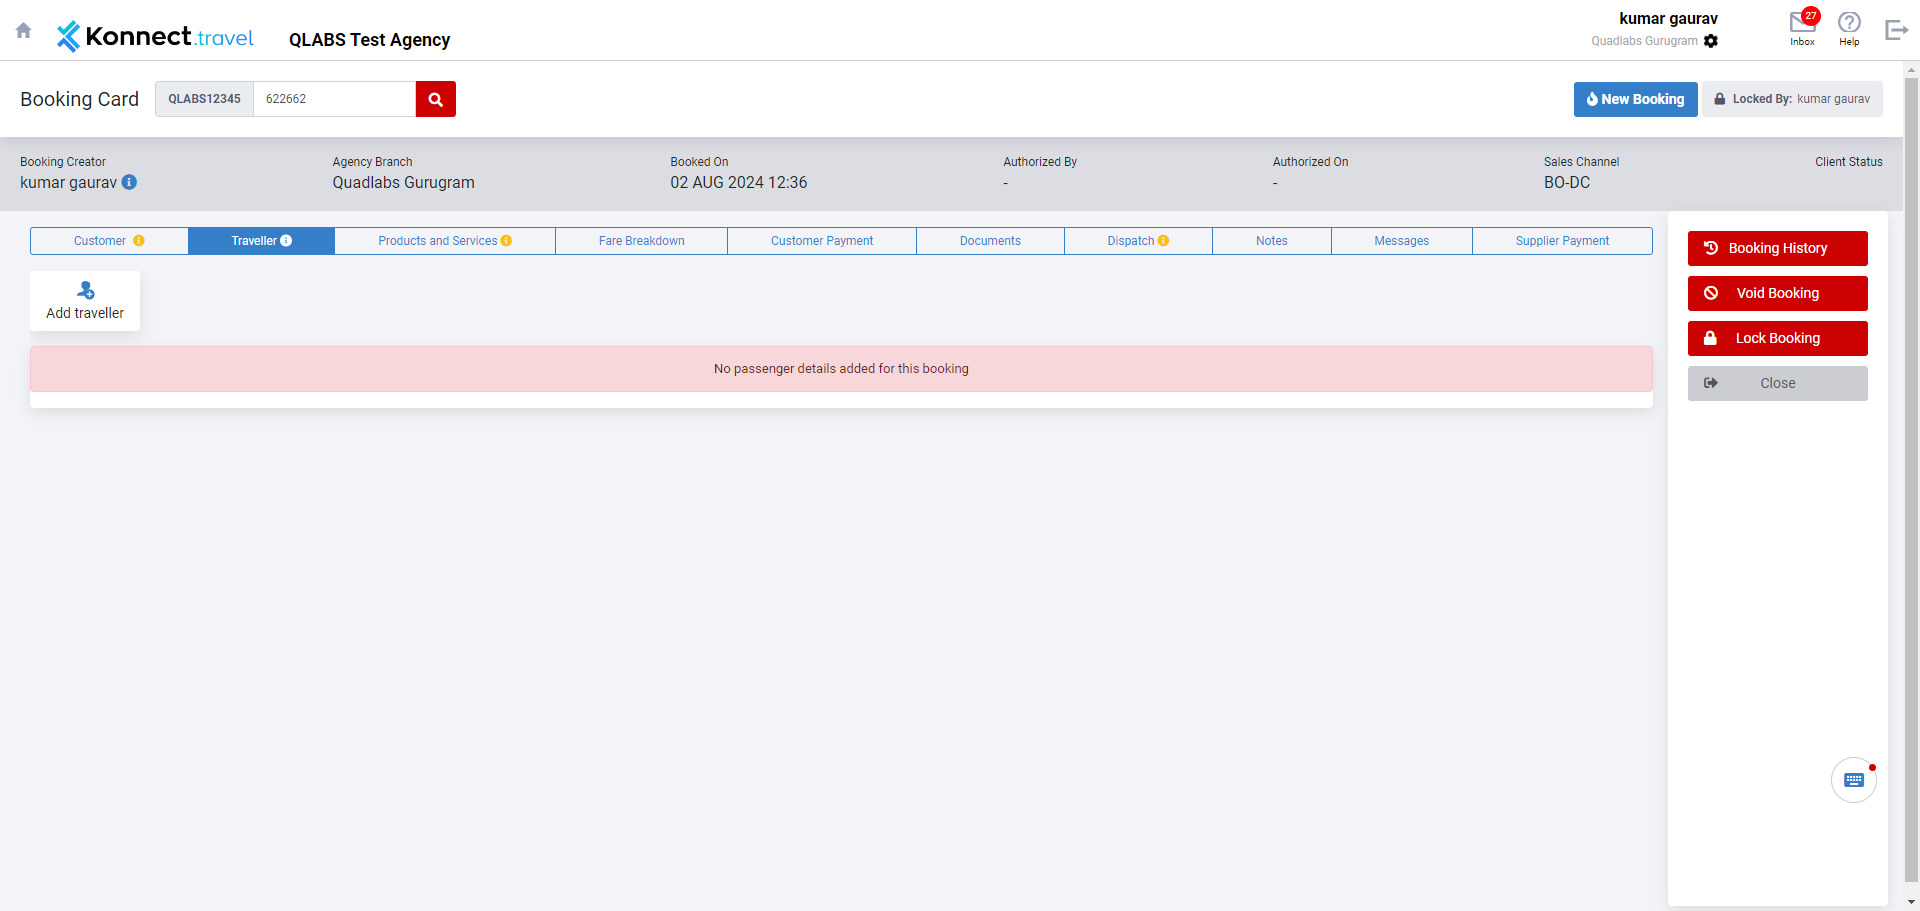 Konnect.travel
QLABS Test Agency
kumar gaurav
Quadlabs Gurugram
27
Inbox
Help
Booking Card
QLABS12345
622662
New Booking
Locked By: kumar gaurav
Booking Creator
kumar gaurav
Agency Branch
Quadlabs Gurugram
Booked On
02 AUG 2024 12:36
Authorized By
-
Authorized On
-
Sales Channel
BO-DC
Client Status
Customer
Traveller
Products and Services
Fare Breakdown
Customer Payment
Documents
Dispatch
Notes
Messages
Supplier Payment
Add traveller
No passenger details added for this booking
Booking History
Void Booking
Lock Booking
Close